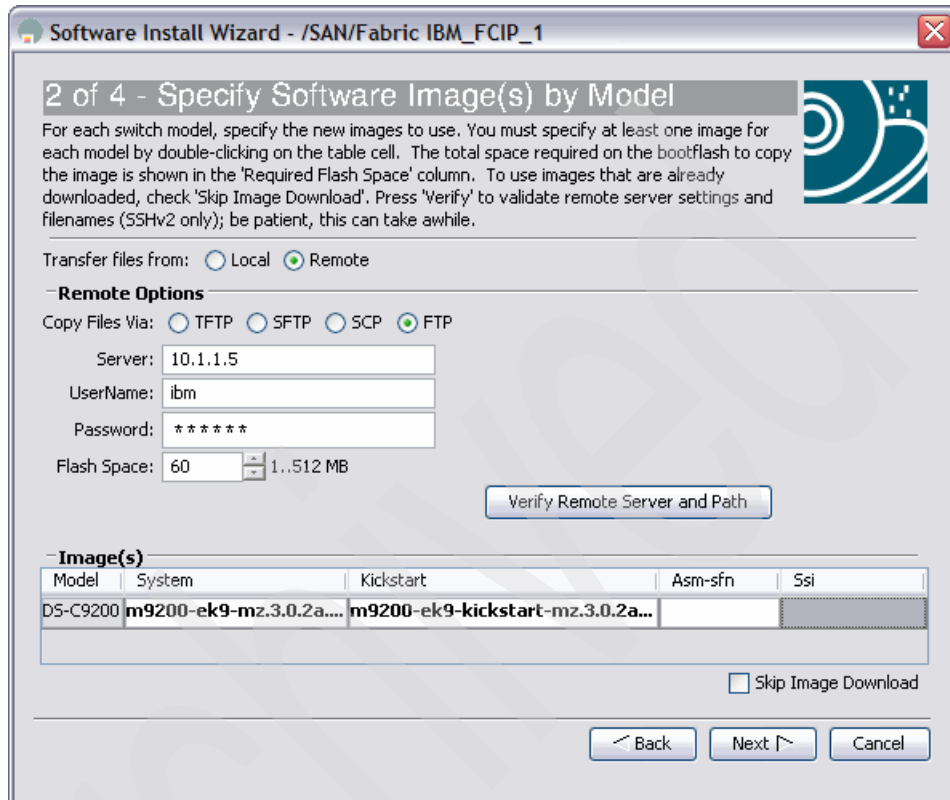 Software Install Wizard - /SAN/Fabric IBM_FCIP_1
2 of 4 - Specify Software Image(s) by Model
For each switch model, specify the new images to use. You must specify at least one image for
each model by double-clicking on the table cell. The total space required on the bootflash to copy
the image is shown in the 'Required Flash Space' column. To use images that are already
downloaded, check 'Skip Image Download'. Press 'Verify' to validate remote server settings and
filenames (SSHv2 only); be patient, this can take awhile.
Transfer files from: Local Remote
Remote Options
Copy Files Via: TFTP SFTP SCP FTP
Server: 10.1.1.5
UserName: ibm
Password: ******
Flash Space: 60 1..512 MB
Verify Remote Server and Path
Image(s)
Model System Kickstart Asm-sfn Ssi
DS-C9200 m9200-ek9-mz.3.0.2a.... m9200-ek9-kickstart-mz.3.0.2a...
Skip Image Download
Back Next Cancel